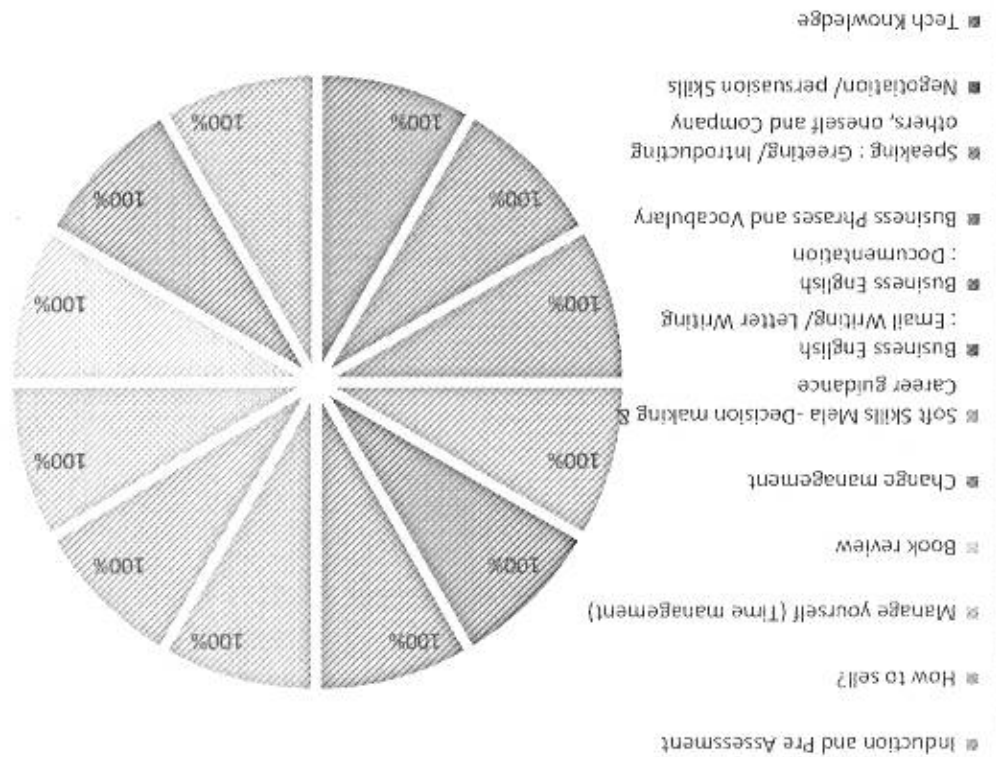 Induction and Pre Assessment
How to sell?
Manage yourself (Time management)
Book review
Change management
Soft Skills Mela -Decision making &
Career guidance
Business English
: Email Writing/ Letter Writing
Business English
: Documentation
Business Phrases and Vocabulary
Speaking : Greeting/ Introducting
others, oneself and Company
Negotiation/ persuasion Skills
Tech Knowledge
100%
100%
100%
100%
100%
100%
100%
100%
100%
100%
100%
100%